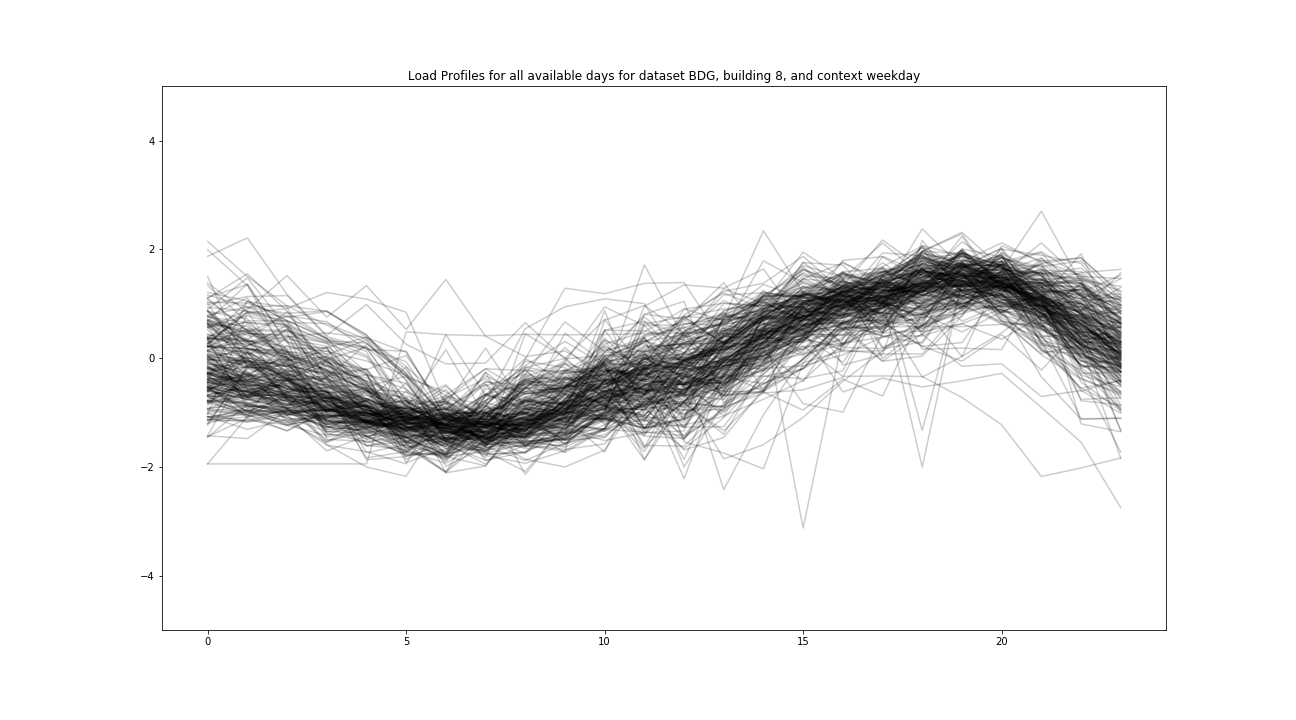 Load Profiles for all available days for dataset BDG, building 8, and context weekday
4
2
0
−2
−4
0 5 10 15 20